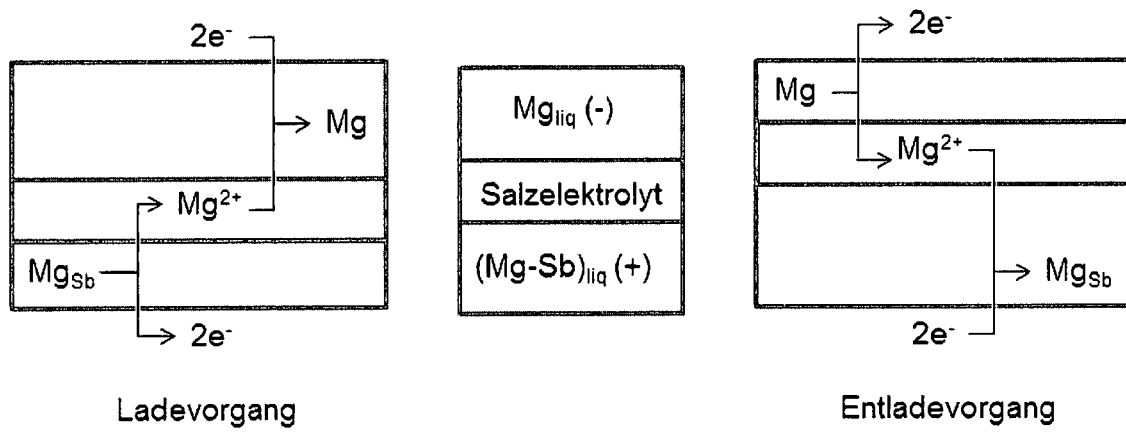 2e⁻
Mg
Mg²⁺
Mg_Sb
2e⁻
Ladevorgang
Mg_liq (-)
Salzelektrolyt
(Mg-Sb)_liq (+)
2e⁻
Mg
Mg²⁺
Mg_Sb
2e⁻
Entladevorgang